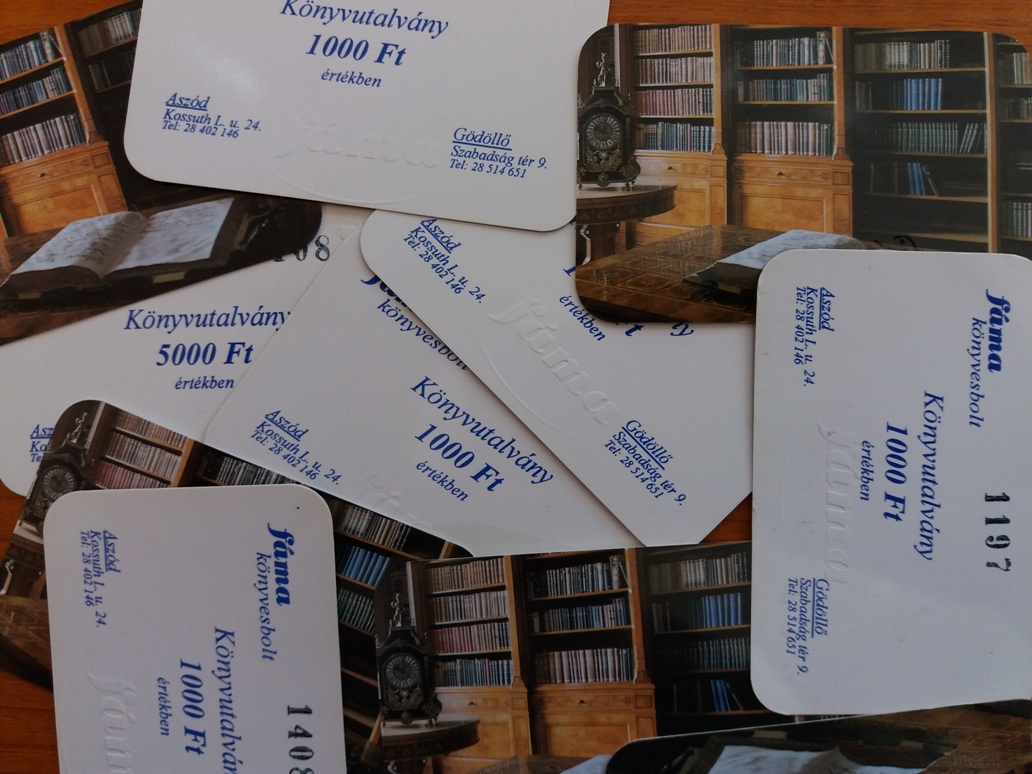 Könyvutalvány
1000 Ft
értékben
Aszód
Kossuth L. u. 24.
Tel: 28 402 146
Gödöllő
Szabadság tér 9.
Tel: 28 514 651
fáma
Könyvutalvány
5000 Ft
értékben
könyvesbolt
Könyvutalvány
1000 Ft
értékben
Aszód
Kossuth L. u. 24.
Tel: 28 402 146
Aszód
Kossuth L. u. 24.
Tel: 28 402 146
értékben
fáma
Gödöllő
Szabadság tér 9.
Tel: 28 514 651
fáma
könyvesbolt
1197
Könyvutalvány
1000 Ft
értékben
Aszód
Kossuth L. u. 24.
Tel: 28 402 146
fáma
Gödöllő
Szabadság tér 9.
Tel: 28 514 651
fáma
könyvesbolt
1408
1000 Ft
értékben
Aszód
Kossuth L. u. 24.
Tel: 28 402 146